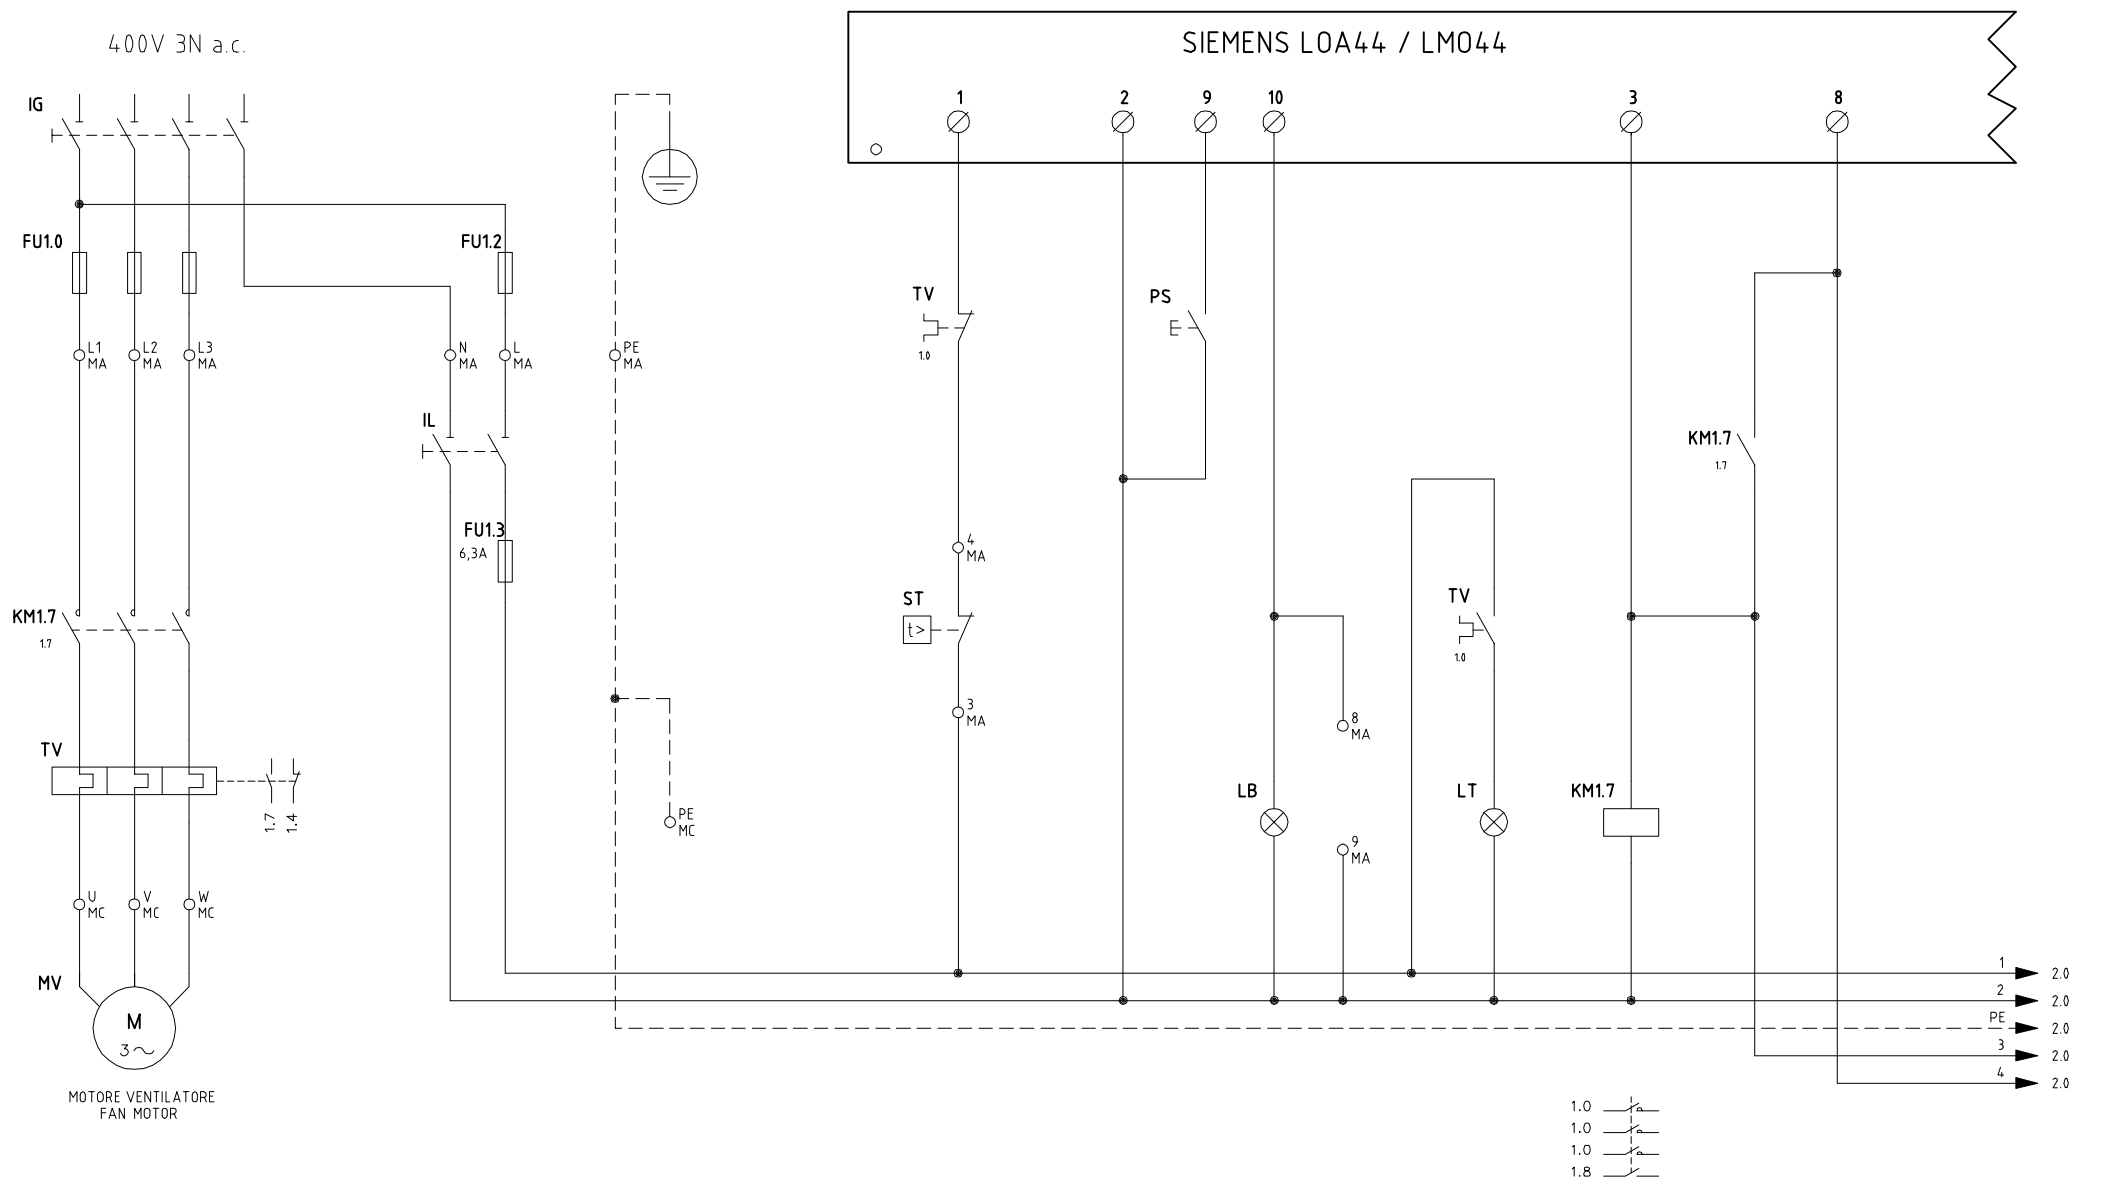 400V 3N a.c.
SIEMENS LOA44 / LMO44
IG
1
2
9
10
3
8
FU1.0
FU1.2
TV
1.0
PS
L1
MA
L2
MA
L3
MA
N
MA
L
MA
PE
MA
IL
KM1.7
1.7
FU1.3
6,3A
4
MA
ST
t>
TV
1.0
KM1.7
1.7
3
MA
8
MA
TV
1.7
1.4
PE
MC
LB
LT
KM1.7
9
MA
U
MC
V
MC
W
MC
MV
M
3~
1
2.0
2
2.0
PE
2.0
3
2.0
4
2.0
MOTORE VENTILATORE
FAN MOTOR
1.0
1.0
1.0
1.8